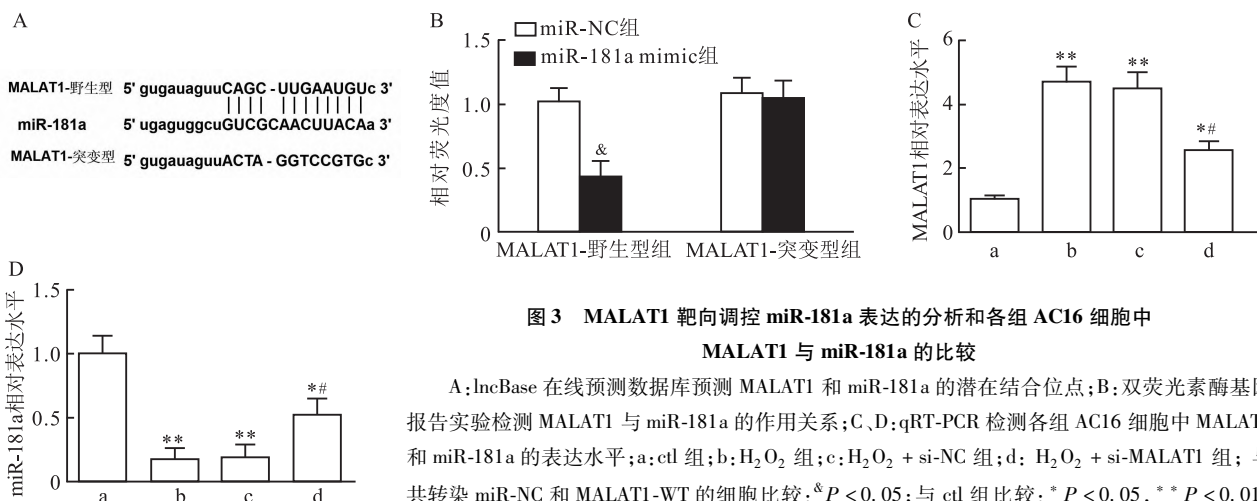 A
MALAT1-野生型 5' gugauaguuCAGC - UUGAAUGUc 3'
miR-181a 5' ugaguggcuGUCGCAACUUACAa 3'
MALAT1-突变型 5' gugauaguuACTA - GGTCCGTGc 3'
B
miR-NC组
miR-181a mimic组
相对荧光度值
1.5
1.0
0.5
0
&
MALAT1-野生型组 MALAT1-突变型组
C
MALAT1相对表达水平
6
4
2
0
** ** *#
a b c d
D
miR-181a相对表达水平
1.5
1.0
0.5
0
** ** *#
a b c d
图 3 MALAT1 靶向调控 miR-181a 表达的分析和各组 AC16 细胞中
MALAT1 与 miR-181a 的比较
A:lncBase 在线预测数据库预测 MALAT1 和 miR-181a 的潜在结合位点;B:双荧光素酶基因
报告实验检测 MALAT1 与 miR-181a 的作用关系;C、D:qRT-PCR 检测各组 AC16 细胞中 MALAT
和 miR-181a 的表达水平;a:ctl 组;b:H₂O₂ 组;c:H₂O₂ + si-NC 组;d: H₂O₂ + si-MALAT1 组;
共转染 miR-NC 和 MALAT1-WT 的细胞比较:&P < 0.05;与 ctl 组比较:*P < 0.05,**P < 0.01